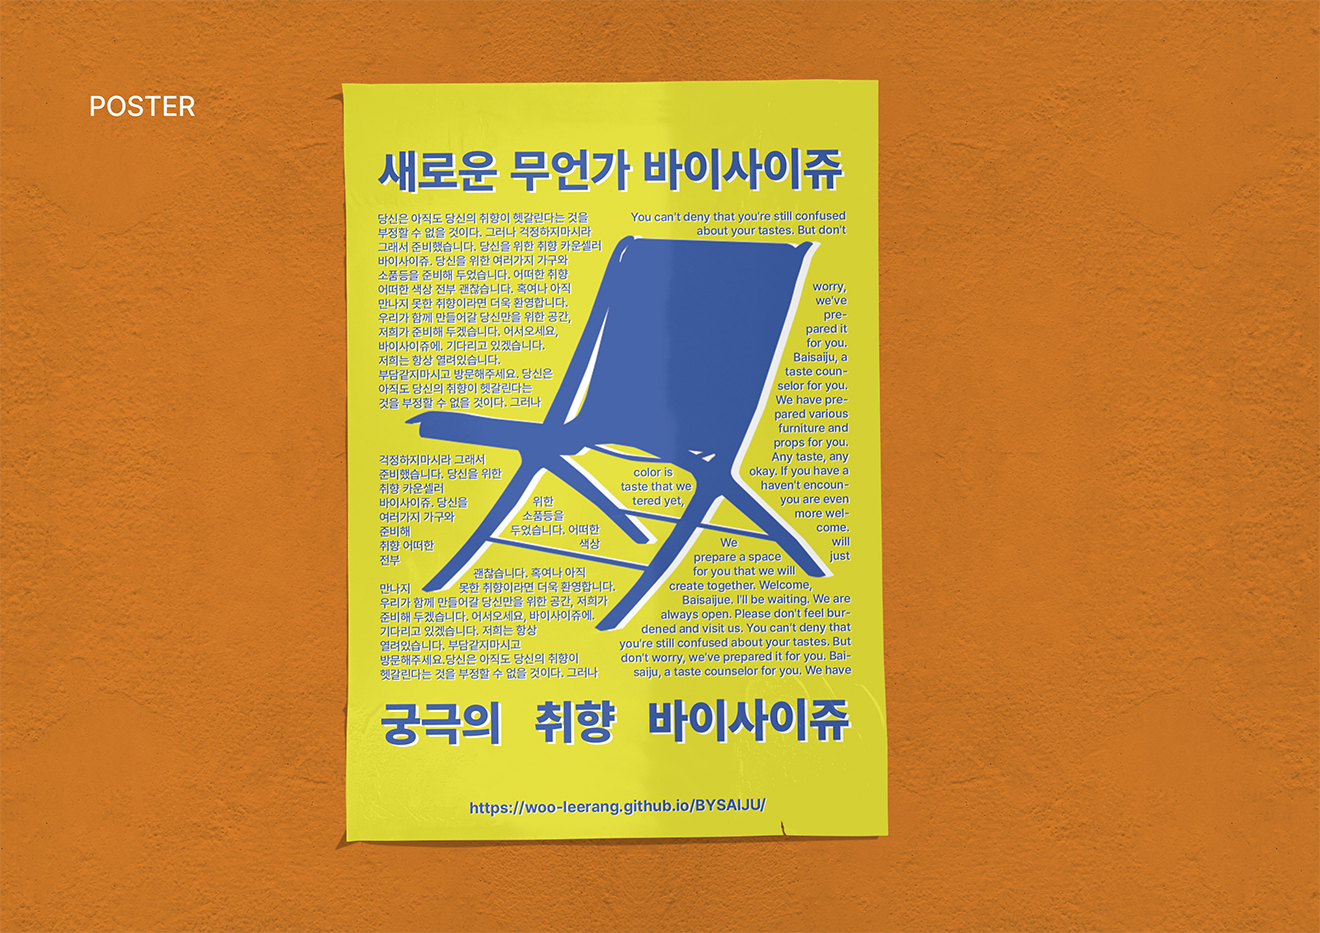 POSTER
새로운 무언가 바이사이쥬
당신은 아직도 당신의 취향이 헷갈린다는 것을
부정할 수 없을 것이다. 그러나 걱정하지마시라
그래서 준비했습니다. 당신을 위한 취향 카운셀러
바이사이쥬. 당신을 위한 여러가지 가구와
소품등을 준비해 두었습니다. 어떠한 취향
어떠한 색상 전부 괜찮습니다. 혹여나 아직
만나지 못한 취향이라면 더욱 환영합니다.
우리가 함께 만들어갈 당신만을 위한 공간,
저희가 준비해 두겠습니다. 어서오세요,
바이사이쥬에. 기다리고 있겠습니다.
저희는 항상 열려있습니다.
부담같지마시고 방문해주세요. 당신은
아직도 당신의 취향이 헷갈린다는
것을 부정할 수 없을 것이다. 그러나
걱정하지마시라 그래서
준비했습니다. 당신을 위한
취향 카운셀러
바이사이쥬. 당신을 위한
여러가지 가구와 소품등을
준비해 두었습니다. 어떠한
취향 어떠한 색상
전부 괜찮습니다. 혹여나 아직
만나지 못한 취향이라면 더욱 환영합니다.
우리가 함께 만들어갈 당신만을 위한 공간, 저희가
준비해 두겠습니다. 어서오세요, 바이사이쥬에.
기다리고 있겠습니다. 저희는 항상
열려있습니다. 부담같지마시고
방문해주세요.당신은 아직도 당신의 취향이
헷갈린다는 것을 부정할 수 없을 것이다. 그러나
You can't deny that you're still confused
about your tastes. But don't
worry,
we've
pre-
pared it
for you.
Baisaiju, a
taste coun-
selor for you.
We have pre-
pared various
furniture and
props for you.
Any taste, any
color is okay. If you have a
taste that we haven't encoun-
tered yet, you are even
more wel-
come.
We will
prepare a space just
for you that we will
create together. Welcome,
Baisaijue. I'll be waiting. We are
always open. Please don't feel bur-
dened and visit us. You can't deny that
you're still confused about your tastes. But
don't worry, we've prepared it for you. Bai-
saiju, a taste counselor for you. We have
궁극의 취향 바이사이쥬
https://woo-leerang.github.io/BYSAIJU/